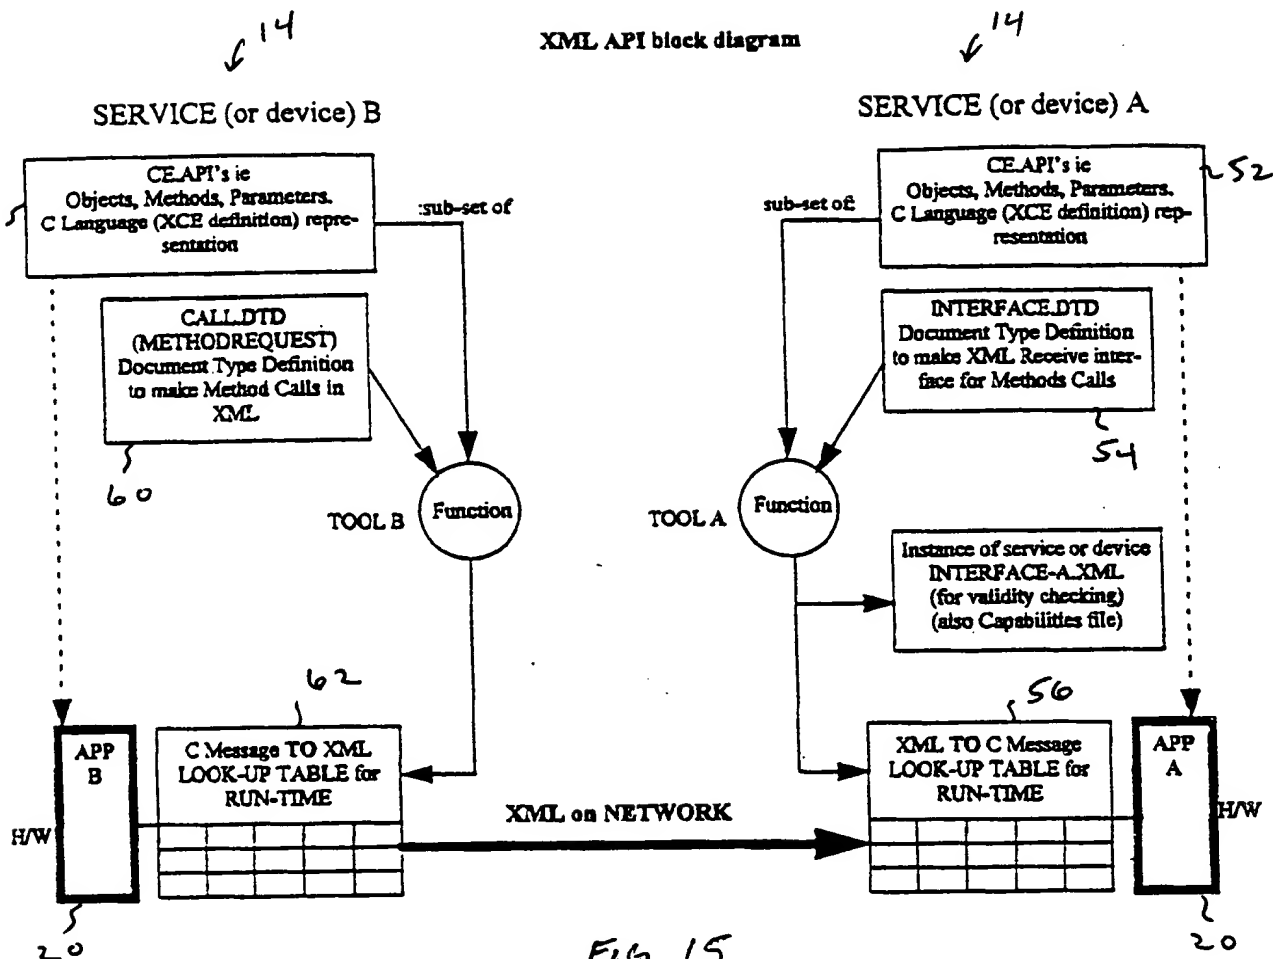 14
14
XML API block diagram
SERVICE (or device) B
SERVICE (or device) A
CE.API's ie
Objects, Methods, Parameters.
C Language (XCE definition) repre-
sentation
:sub-set of
sub-set of:
CE.API's ie
Objects, Methods, Parameters.
C Language (XCE definition) rep-
resentation
52
CALL.DTD
(METHODREQUEST)
Document Type Definition
to make Method Calls in
XML
60
INTERFACE.DTD
Document Type Definition
to make XML Receive inter-
face for Methods Calls
54
TOOL B
Function
TOOL A
Function
Instance of service or device
INTERFACE-A.XML
(for validity checking)
(also Capabilities file)
62
56
APP
B
C Message TO XML
LOOK-UP TABLE for
RUN-TIME
XML TO C Message
LOOK-UP TABLE for
RUN-TIME
APP
A
H/W
XML on NETWORK
H/W
20
20
FIG. 15